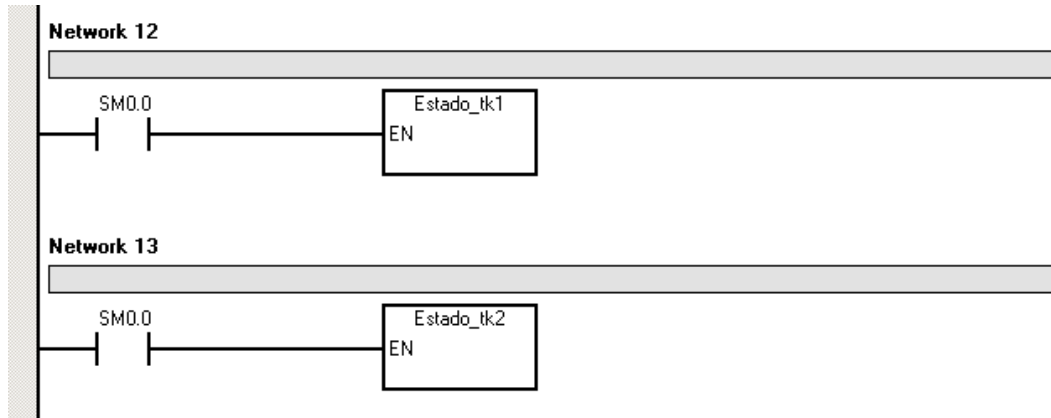 Network 12
SM0.0
Estado_tk1
EN
Network 13
SM0.0
Estado_tk2
EN